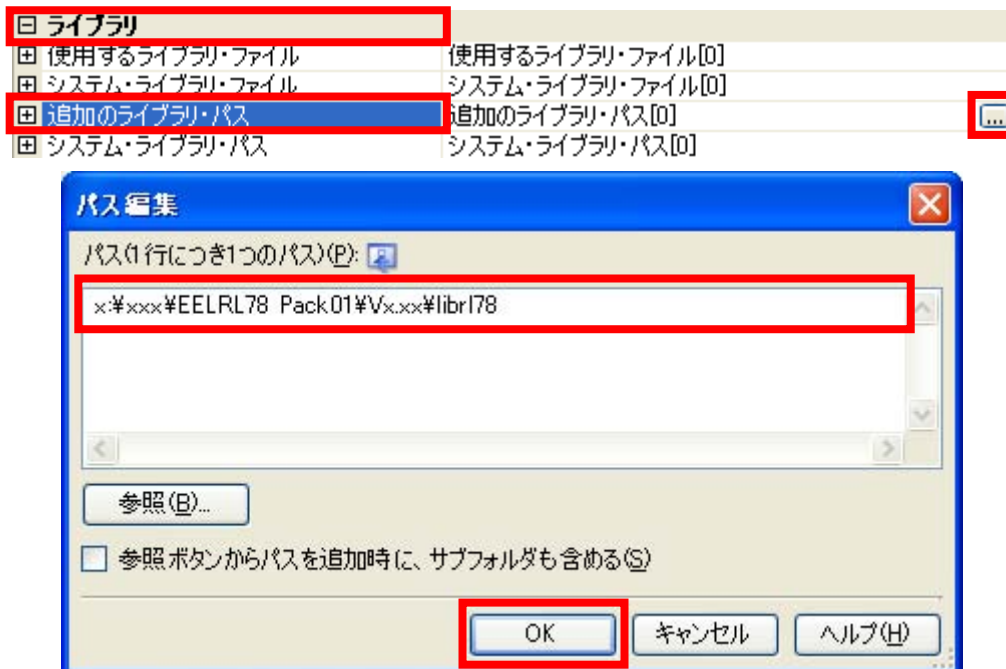 ライブラリ
使用するライブラリ・ファイル 使用するライブラリ・ファイル[0]
システム・ライブラリ・ファイル システム・ライブラリ・ファイル[0]
追加のライブラリ・パス 追加のライブラリ・パス[0] ...
システム・ライブラリ・パス システム・ライブラリ・パス[0]
パス編集
パス(1行につき1つのパス)(P):
x:¥xxx¥EELRL78 Pack01¥Vx.xx¥librl78
参照(B)...
参照ボタンからパスを追加時に、サブフォルダも含める(S)
OK キャンセル ヘルプ(H)